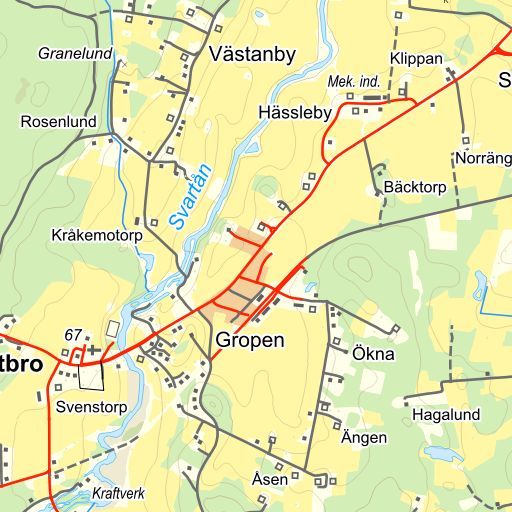 Granelund
Västanby
Klippan
Mek. ind.
S
Hässleby
Rosenlund
Norräng
Bäcktorp
Svartån
Kråkemotorp
67
Gropen
Ökna
tbro
Svenstorp
Hagalund
Ängen
Åsen
Kraftverk